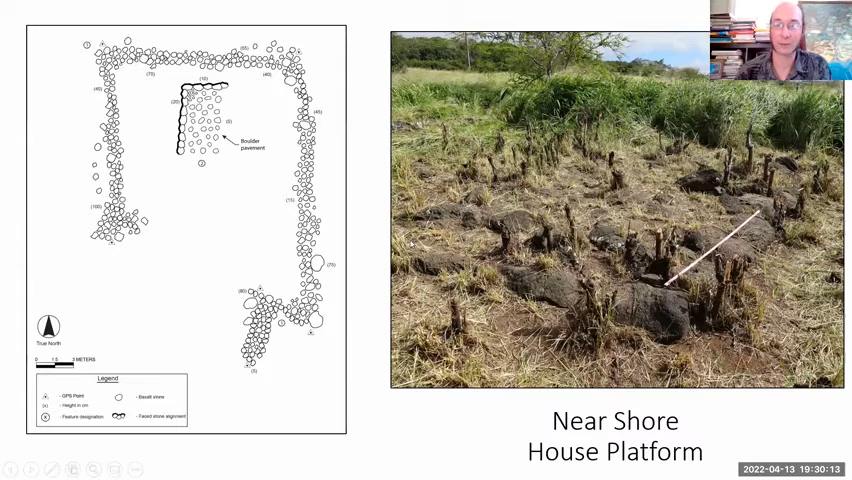 1
(55)
(70)
(40)
(10)
(40)
(20)
(0)
(45)
Boulder
pavement
2
(15)
(100)
(75)
(80)
(5)
True North
0 1.5 3 METERS
Legend
- GPS Point
- Basalt stone
(x) - Height in cm
X - Feature designation
- Faced stone alignment
Near Shore
House Platform
2022-04-13 19:30:13